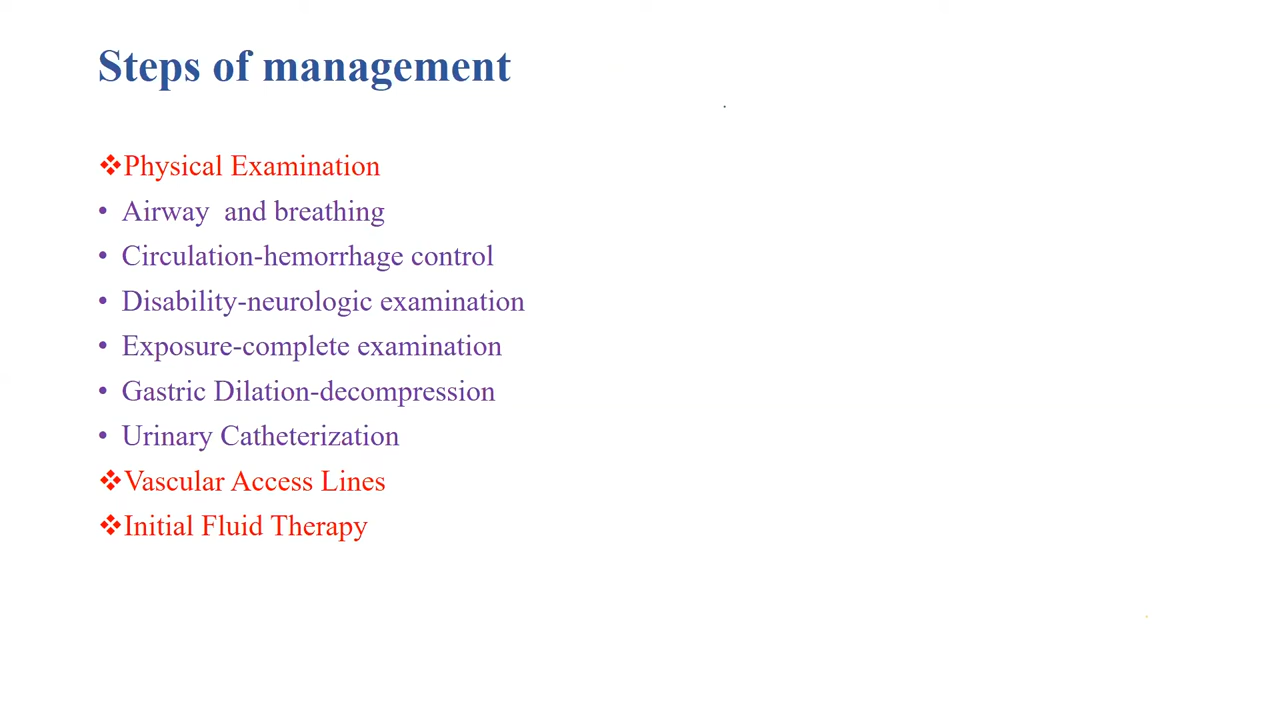 Steps of management
❖Physical Examination
• Airway  and breathing
• Circulation-hemorrhage control
• Disability-neurologic examination
• Exposure-complete examination
• Gastric Dilation-decompression
• Urinary Catheterization
❖Vascular Access Lines
❖Initial Fluid Therapy